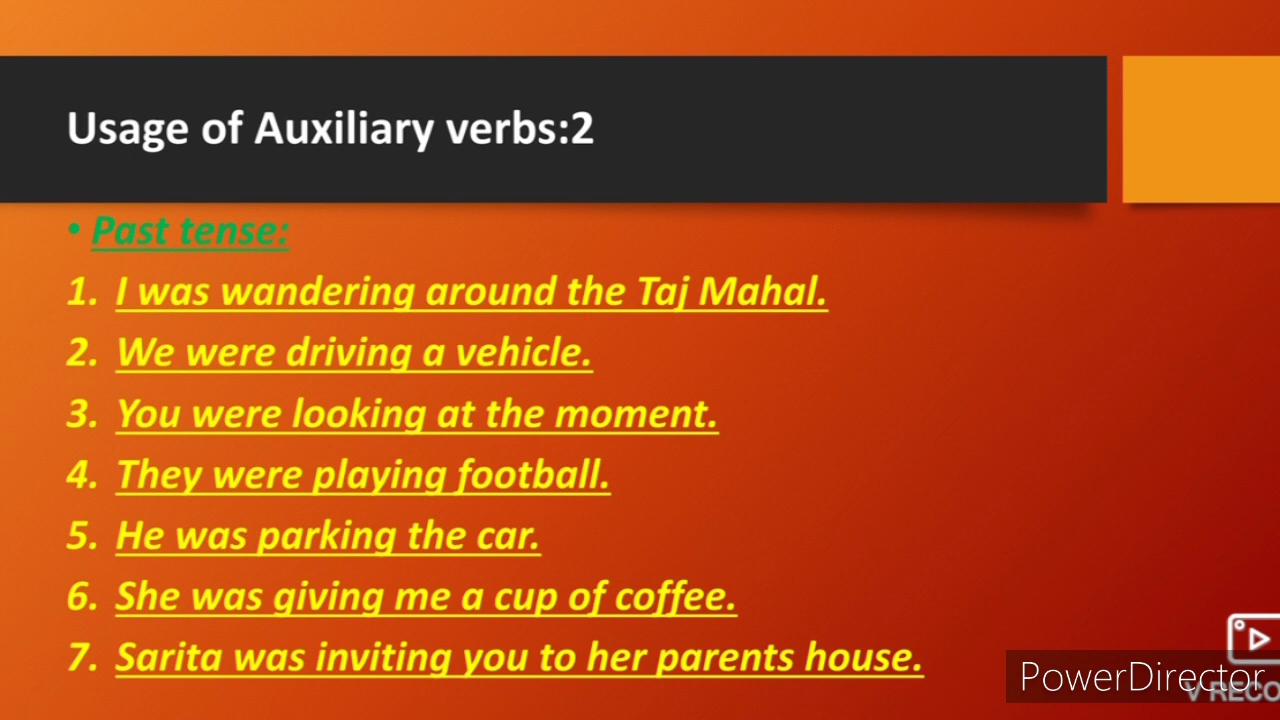 Usage of Auxiliary verbs:2
• Past tense:
1. I was wandering around the Taj Mahal.
2. We were driving a vehicle.
3. You were looking at the moment.
4. They were playing football.
5. He was parking the car.
6. She was giving me a cup of coffee.
7. Sarita was inviting you to her parents house.
PowerDirector
V RECO